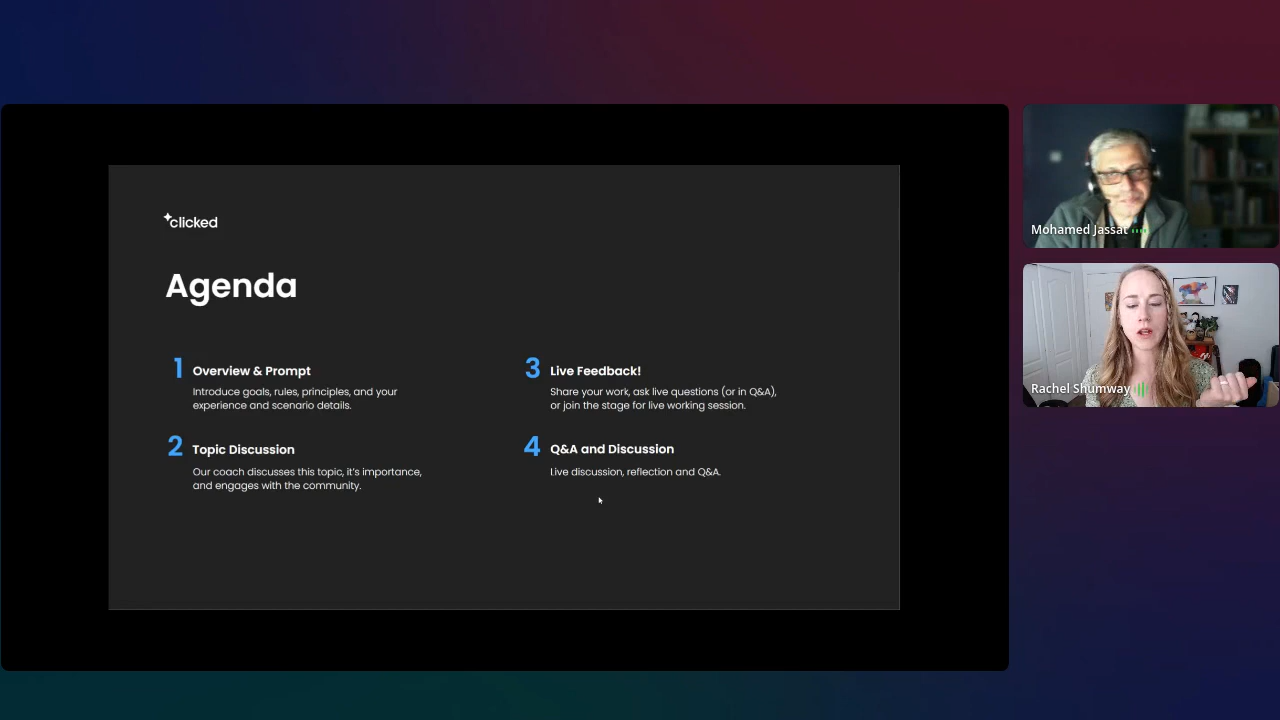 clicked
Agenda
1 Overview & Prompt
Introduce goals, rules, principles, and your
experience and scenario details.
2 Topic Discussion
Our coach discusses this topic, it's importance,
and engages with the community.
3 Live Feedback!
Share your work, ask live questions (or in Q&A),
or join the stage for live working session.
4 Q&A and Discussion
Live discussion, reflection and Q&A.
Mohamed Jassat
Rachel Shumway